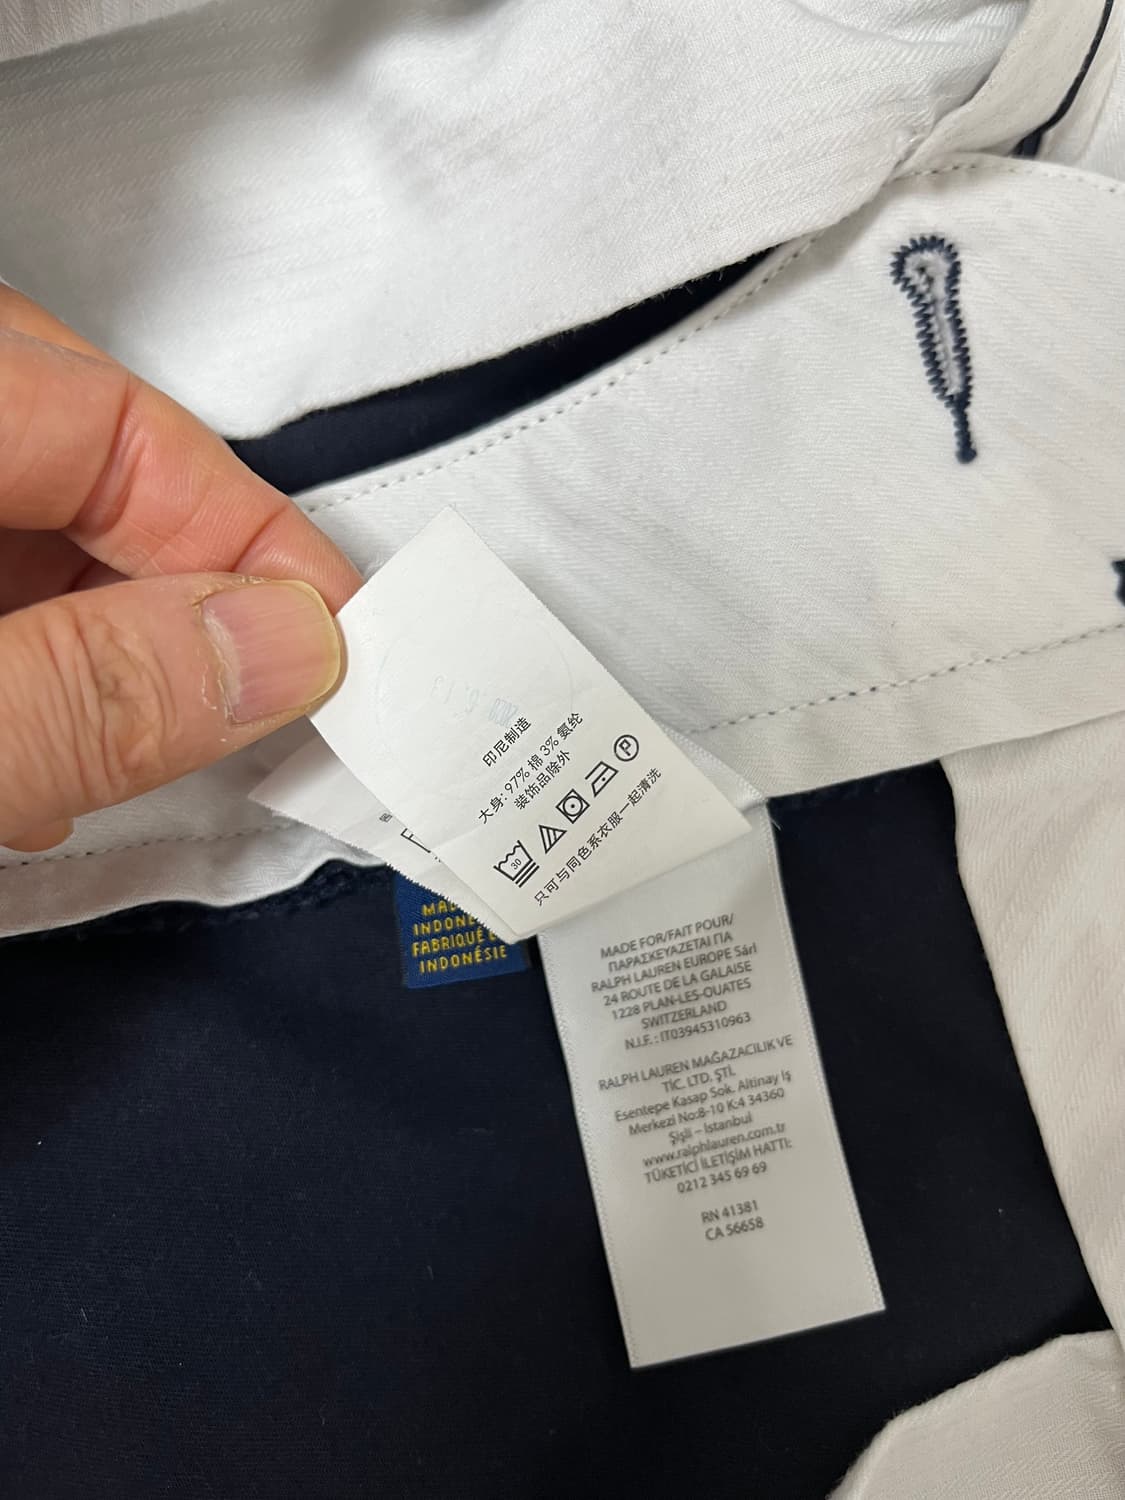 印尼制造
大身: 97% 棉 3% 氨纶
装饰品除外
30
P
只可与同色系衣服一起清洗
INDONE
FABRIQUÉ
INDONÉSIE
MADE FOR/FAIT POUR/
ΠΑΡΑΣΚΕΥΑΖΕΤΑΙ ΓΙΑ
RALPH LAUREN EUROPE Sárl
24 ROUTE DE LA GALAISE
1228 PLAN-LES-OUATES
SWITZERLAND
N.I.F. : IT03945310963
RALPH LAUREN MAĞAZACILIK VE
TİC. LTD. ŞTİ.
Esentepe Kasap Sok. Altinay İş
Merkezi No:8-10 K:4 34360
Şişli – İstanbul
www.ralphlauren.com.tr
TÜKETİCİ İLETİŞİM HATTI:
0212 345 69 69
RN 41381
CA 56658